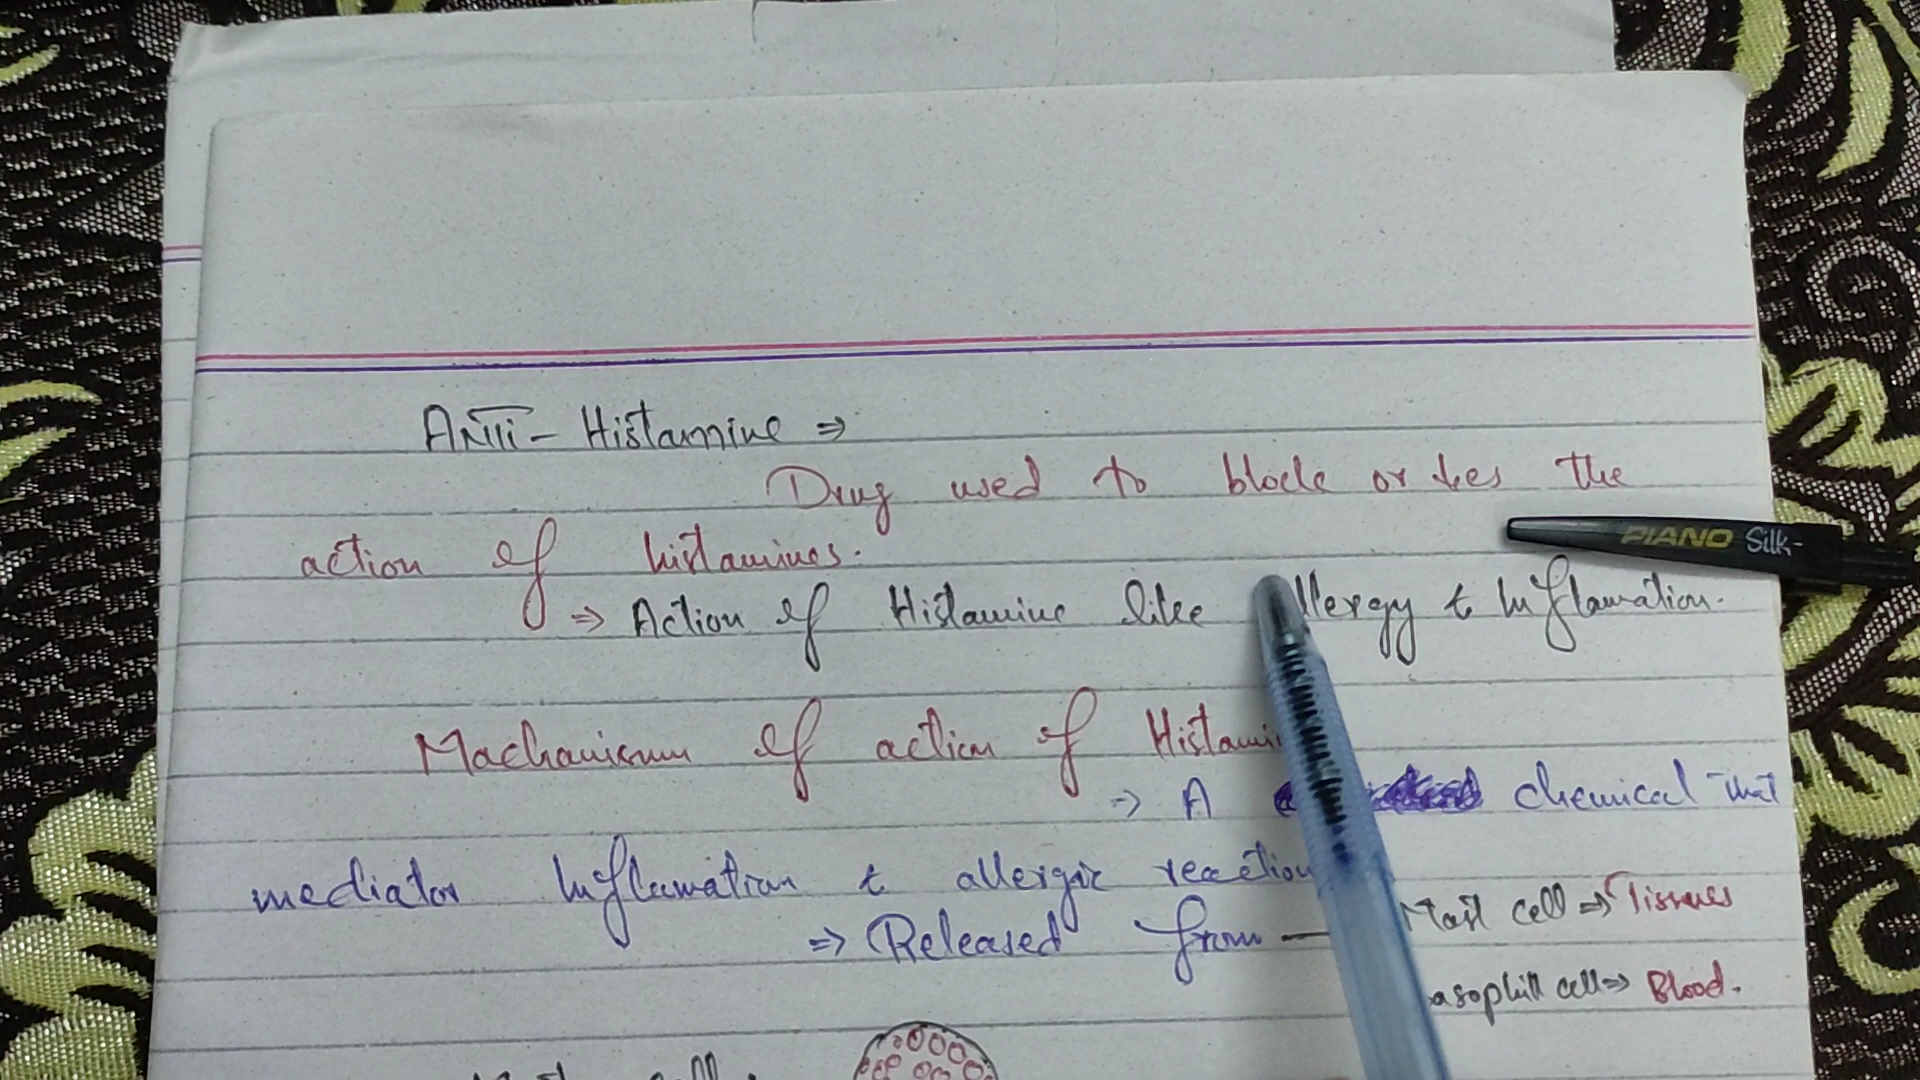 ANTi - Histamine ⇒
Drug used to block or les the
action of histamines.
⇒ Action of Histamine like Allergy & Inflamation.
PIANO Silk-
Machanism of action of Histami
→ A chemical that
mediator Inflamation & allergic reaction
⇒ Released from — Mast cell ⇒ Tissues
asophill cell ⇒ Blood.